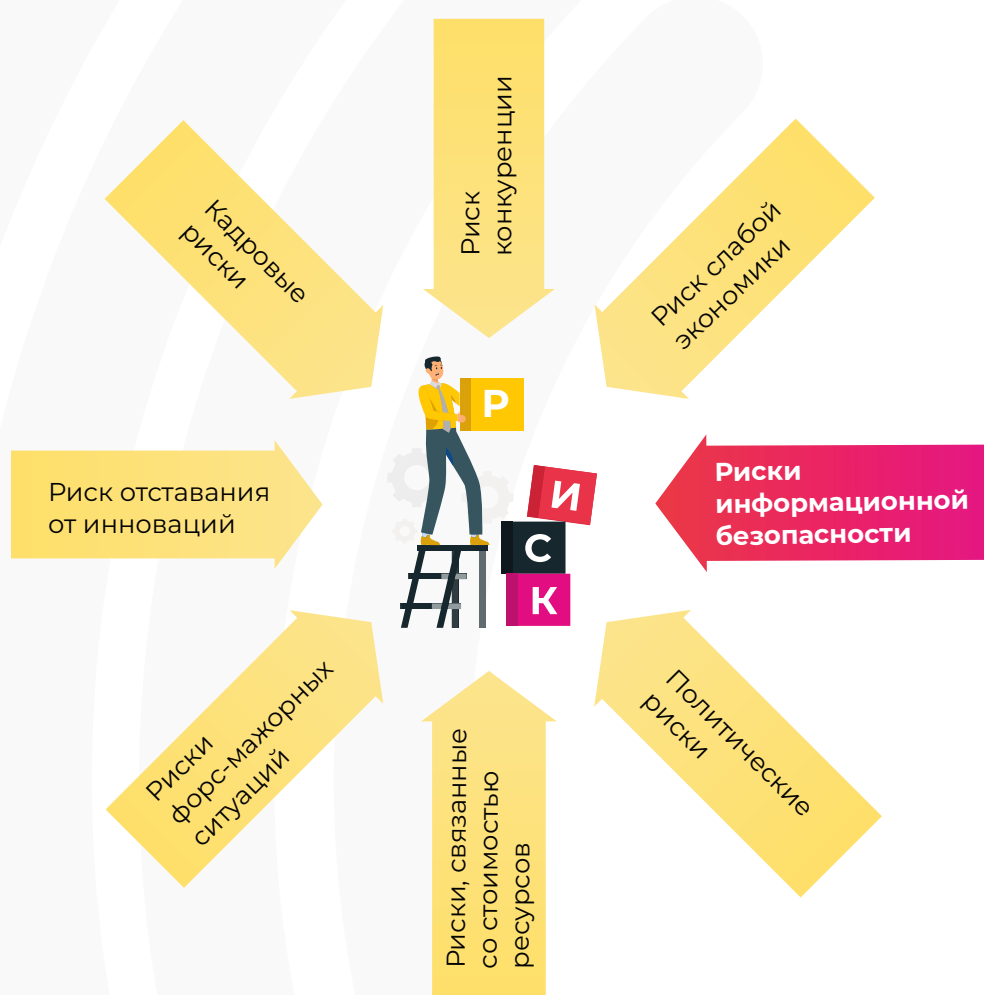 Риск
конкуренции
Риск слабой
экономики
Риски
информационной
безопасности
Политические
риски
Риски, связанные
со стоимостью
ресурсов
Риски
форс-мажорных
ситуаций
Риск отставания
от инноваций
Кадровые
риски
Р
И
С
К